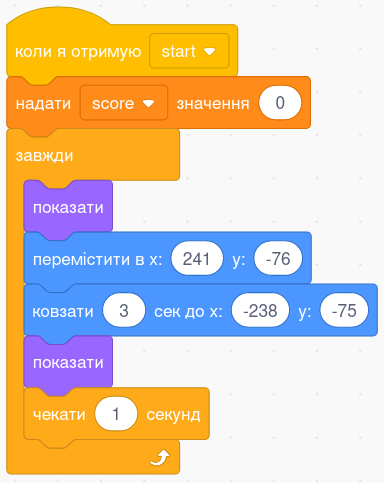 коли я отримую start
надати score значення 0
завжди
показати
перемістити в x: 241 y: -76
ковзати 3 сек до x: -238 y: -75
показати
чекати 1 секунд